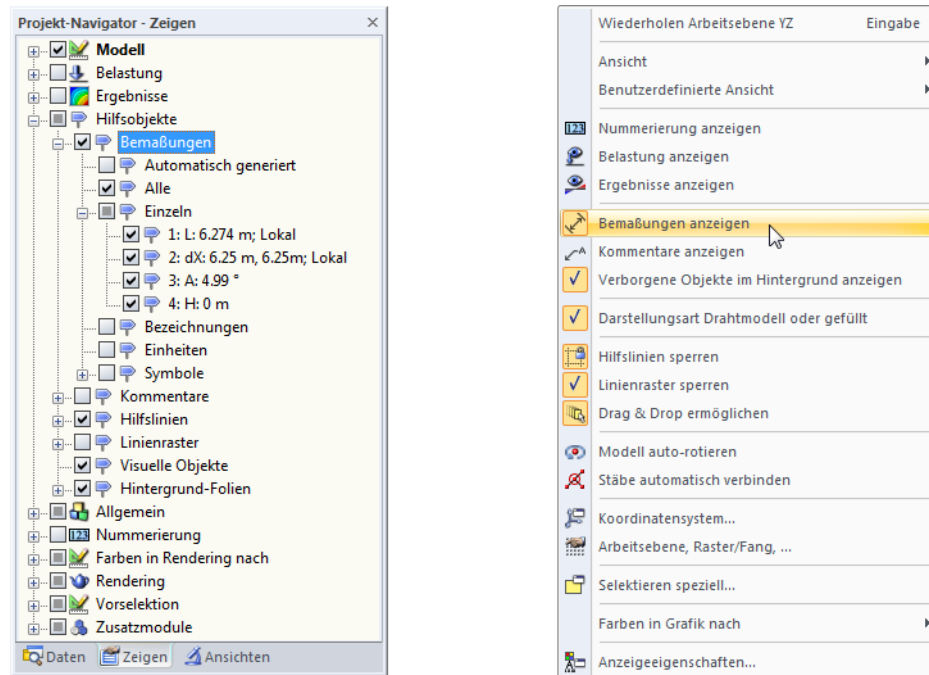 Projekt-Navigator - Zeigen
Modell
Belastung
Ergebnisse
Hilfsobjekte
Bemaßungen
Automatisch generiert
Alle
Einzeln
1: L: 6.274 m; Lokal
2: dX: 6.25 m, 6.25m; Lokal
3: A: 4.99 °
4: H: 0 m
Bezeichnungen
Einheiten
Symbole
Kommentare
Hilfslinien
Linienraster
Visuelle Objekte
Hintergrund-Folien
Allgemein
123 Nummerierung
Farben in Rendering nach
Rendering
Vorselektion
Zusatzmodule
Daten Zeigen Ansichten
Wiederholen Arbeitsebene YZ Eingabe
Ansicht
Benutzerdefinierte Ansicht
123 Nummerierung anzeigen
Belastung anzeigen
Ergebnisse anzeigen
Bemaßungen anzeigen
A Kommentare anzeigen
Verborgene Objekte im Hintergrund anzeigen
Darstellungsart Drahtmodell oder gefüllt
Hilfslinien sperren
Linienraster sperren
Drag & Drop ermöglichen
Modell auto-rotieren
Stäbe automatisch verbinden
Koordinatensystem...
Arbeitsebene, Raster/Fang, ...
Selektieren speziell...
Farben in Grafik nach
Anzeigeeigenschaften...